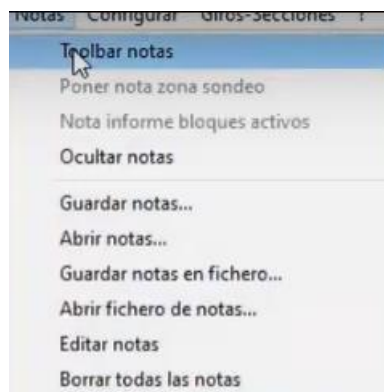 Notas Configurar Giros-Secciones ?
Toolbar notas
Poner nota zona sondeo
Nota informe bloques activos
Ocultar notas
Guardar notas...
Abrir notas...
Guardar notas en fichero...
Abrir fichero de notas...
Editar notas
Borrar todas las notas